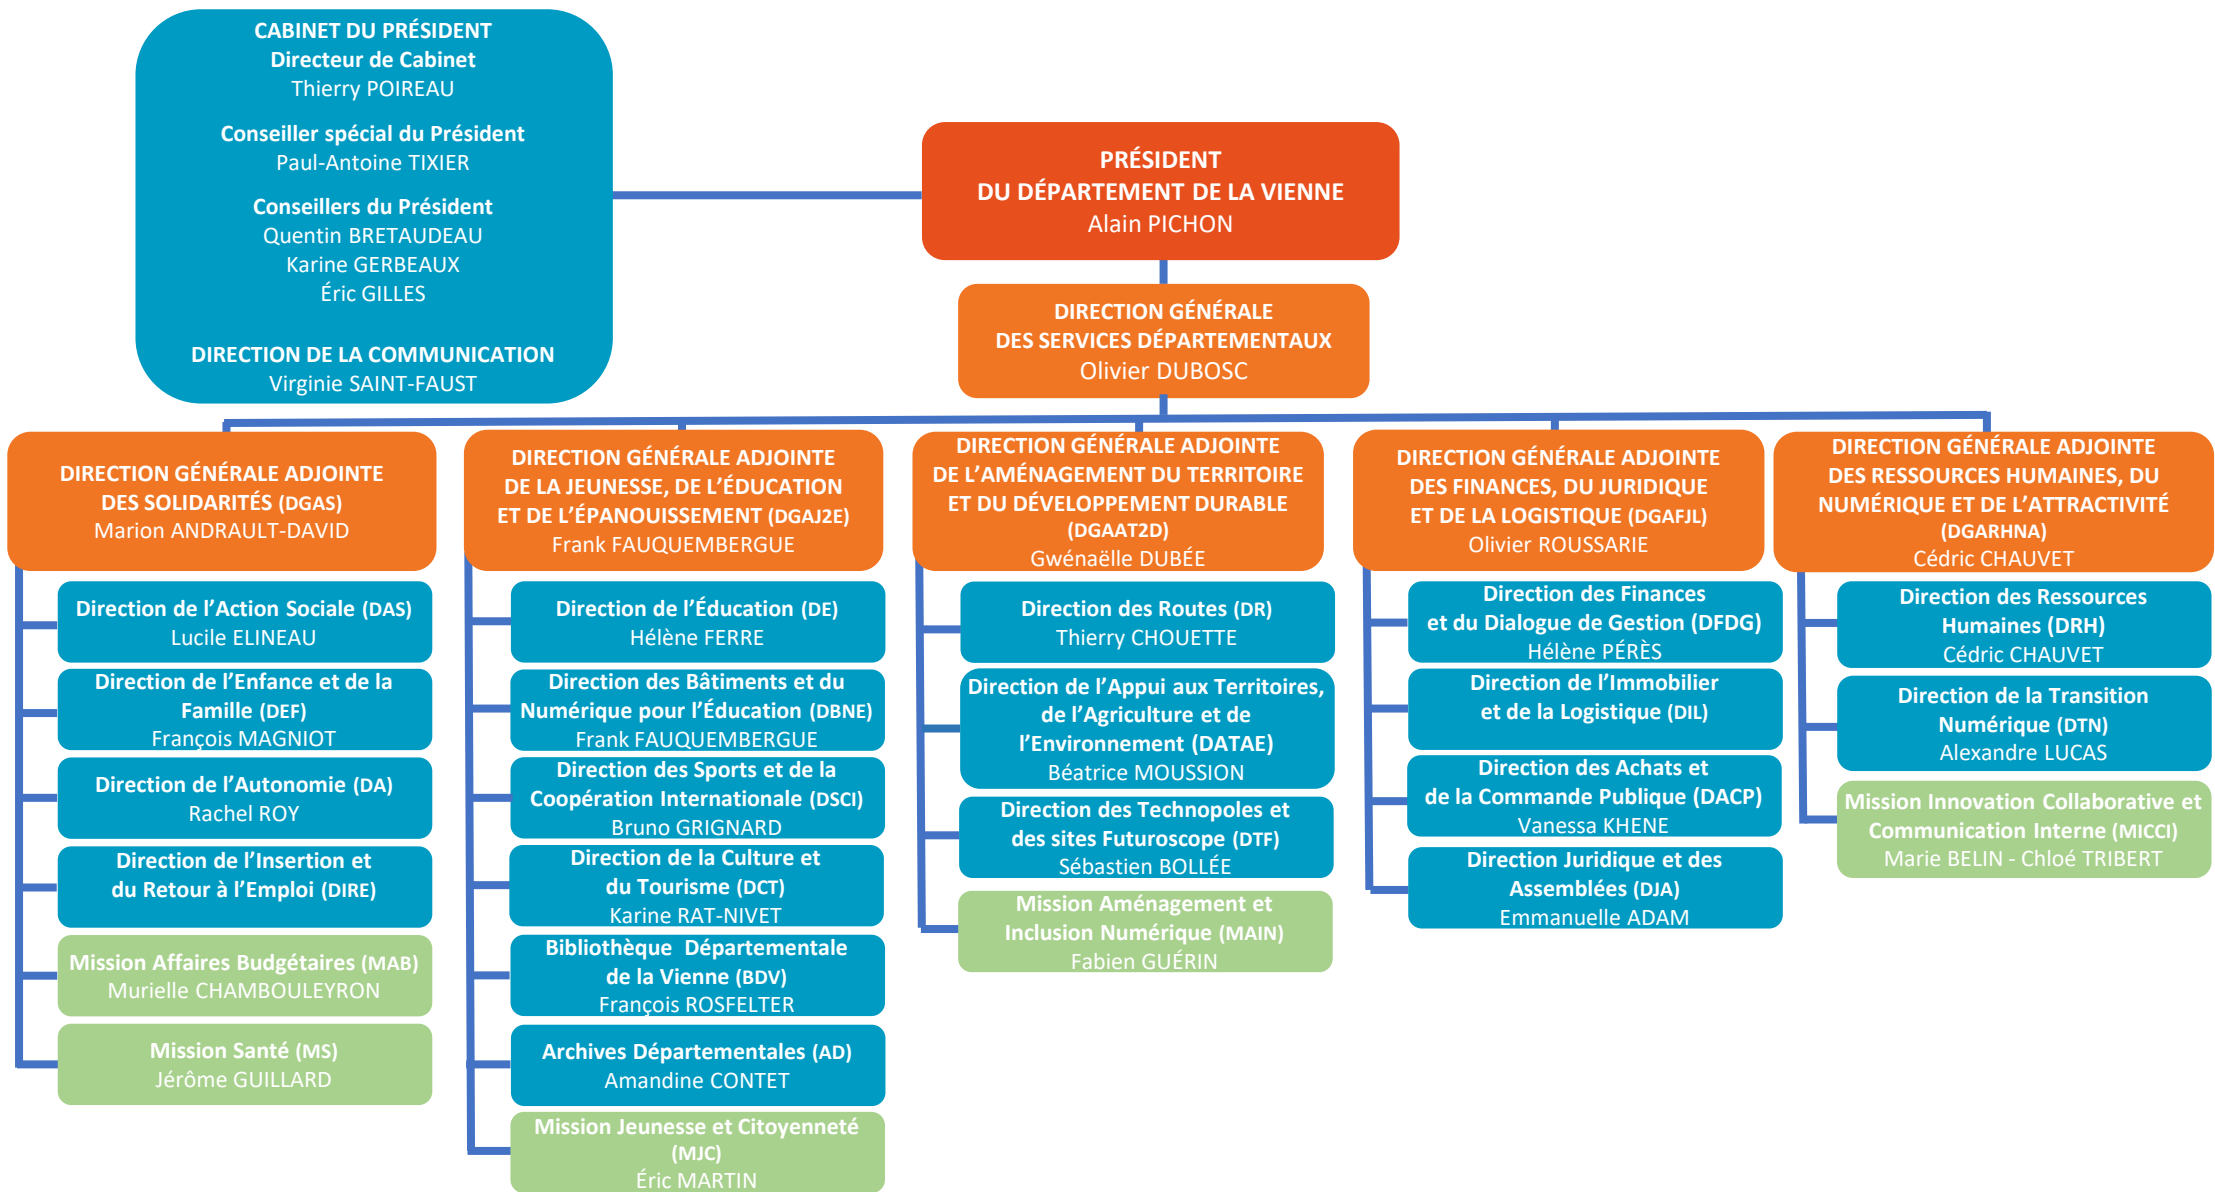 CABINET DU PRÉSIDENT
Directeur de Cabinet
Thierry POIREAU
Conseiller spécial du Président
Paul-Antoine TIXIER
Conseillers du Président
Quentin BRETAUDEAU
Karine GERBEAUX
Éric GILLES
DIRECTION DE LA COMMUNICATION
Virginie SAINT-FAUST
PRÉSIDENT
DU DÉPARTEMENT DE LA VIENNE
Alain PICHON
DIRECTION GÉNÉRALE
DES SERVICES DÉPARTEMENTAUX
Olivier DUBOSC
DIRECTION GÉNÉRALE ADJOINTE
DES SOLIDARITÉS (DGAS)
Marion ANDRAULT-DAVID
Direction de l'Action Sociale (DAS)
Lucile ELINEAU
Direction de l'Enfance et de la
Famille (DEF)
François MAGNIOT
Direction de l'Autonomie (DA)
Rachel ROY
Direction de l'Insertion et
du Retour à l'Emploi (DIRE)
Mission Affaires Budgétaires (MAB)
Murielle CHAMBOULEYRON
Mission Santé (MS)
Jérôme GUILLARD
DIRECTION GÉNÉRALE ADJOINTE
DE LA JEUNESSE, DE L'ÉDUCATION
ET DE L'ÉPANOUISSEMENT (DGAJ2E)
Frank FAUQUEMBERGUE
Direction de l'Éducation (DE)
Hélène FERRE
Direction des Bâtiments et du
Numérique pour l'Éducation (DBNE)
Frank FAUQUEMBERGUE
Direction des Sports et de la
Coopération Internationale (DSCI)
Bruno GRIGNARD
Direction de la Culture et
du Tourisme (DCT)
Karine RAT-NIVET
Bibliothèque Départementale
de la Vienne (BDV)
François ROSFELTER
Archives Départementales (AD)
Amandine CONTET
Mission Jeunesse et Citoyenneté
(MJC)
Éric MARTIN
DIRECTION GÉNÉRALE ADJOINTE
DE L'AMÉNAGEMENT DU TERRITOIRE
ET DU DÉVELOPPEMENT DURABLE
(DGAAT2D)
Gwénaëlle DUBÉE
Direction des Routes (DR)
Thierry CHOUETTE
Direction de l'Appui aux Territoires,
de l'Agriculture et de
l'Environnement (DATAE)
Béatrice MOUSSION
Direction des Technopoles et
des sites Futuroscope (DTF)
Sébastien BOLLÉE
Mission Aménagement et
Inclusion Numérique (MAIN)
Fabien GUÉRIN
DIRECTION GÉNÉRALE ADJOINTE
DES FINANCES, DU JURIDIQUE
ET DE LA LOGISTIQUE (DGAFJL)
Olivier ROUSSARIE
Direction des Finances
et du Dialogue de Gestion (DFDG)
Hélène PÉRÈS
Direction de l'Immobilier
et de la Logistique (DIL)
Direction des Achats et
de la Commande Publique (DACP)
Vanessa KHENE
Direction Juridique et des
Assemblées (DJA)
Emmanuelle ADAM
DIRECTION GÉNÉRALE ADJOINTE
DES RESSOURCES HUMAINES, DU
NUMÉRIQUE ET DE L'ATTRACTIVITÉ
(DGARHNA)
Cédric CHAUVET
Direction des Ressources
Humaines (DRH)
Cédric CHAUVET
Direction de la Transition
Numérique (DTN)
Alexandre LUCAS
Mission Innovation Collaborative et
Communication Interne (MICCI)
Marie BELIN - Chloé TRIBERT